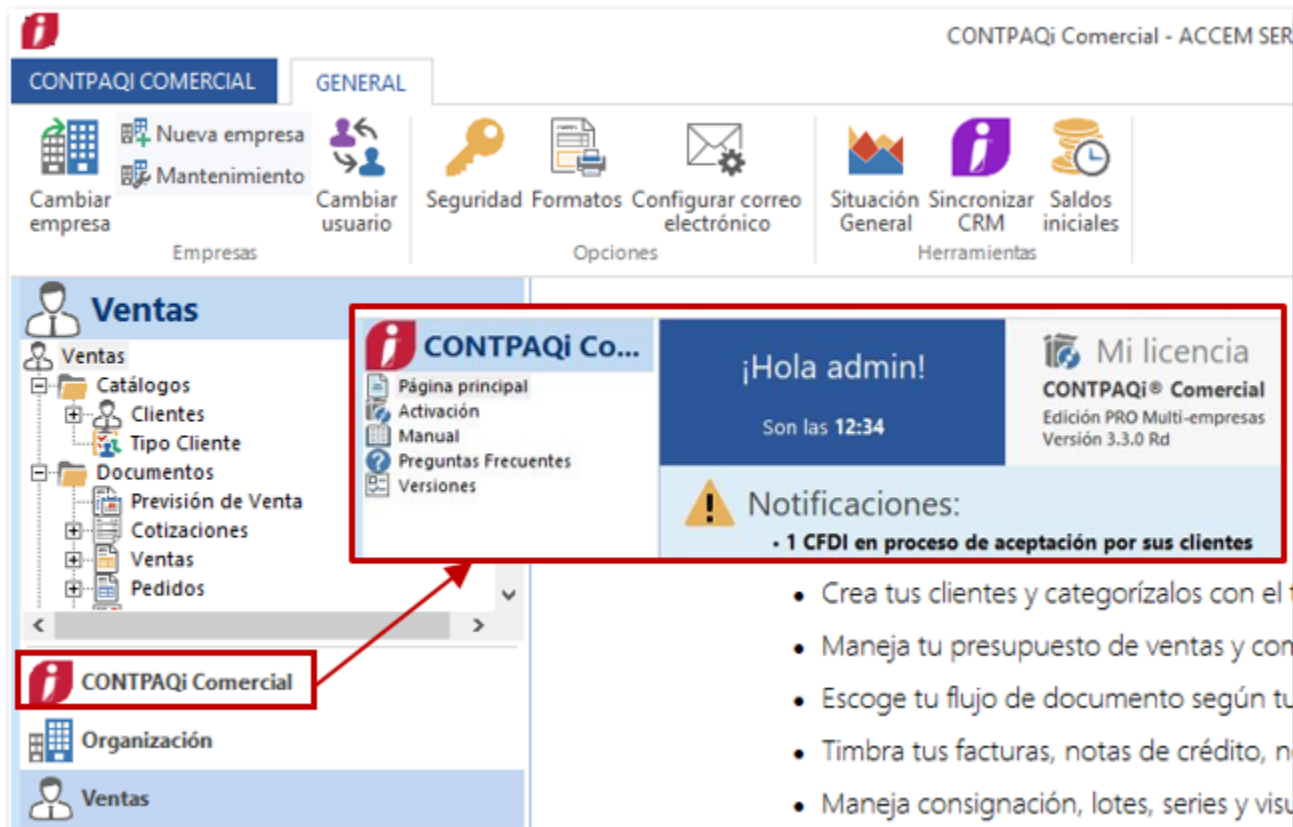 CONTPAQi Comercial - ACCEM SER
CONTPAQI COMERCIAL
GENERAL
Cambiar
empresa
Nueva empresa
Mantenimiento
Cambiar
usuario
Empresas
Seguridad
Formatos
Configurar correo
electrónico
Opciones
Situación
General
Sincronizar
CRM
Saldos
iniciales
Herramientas
Ventas
Ventas
Catálogos
Clientes
Tipo Cliente
Documentos
Previsión de Venta
Cotizaciones
Ventas
Pedidos
CONTPAQi Comercial
Organización
Ventas
CONTPAQi Co...
Página principal
Activación
Manual
Preguntas Frecuentes
Versiones
¡Hola admin!
Son las 12:34
Mi licencia
CONTPAQi® Comercial
Edición PRO Multi-empresas
Versión 3.3.0 Rd
Notificaciones:
· 1 CFDI en proceso de aceptación por sus clientes
• Crea tus clientes y categorízalos con el
• Maneja tu presupuesto de ventas y com
• Escoge tu flujo de documento según tu
• Timbra tus facturas, notas de crédito, n
• Maneja consignación, lotes, series y visu